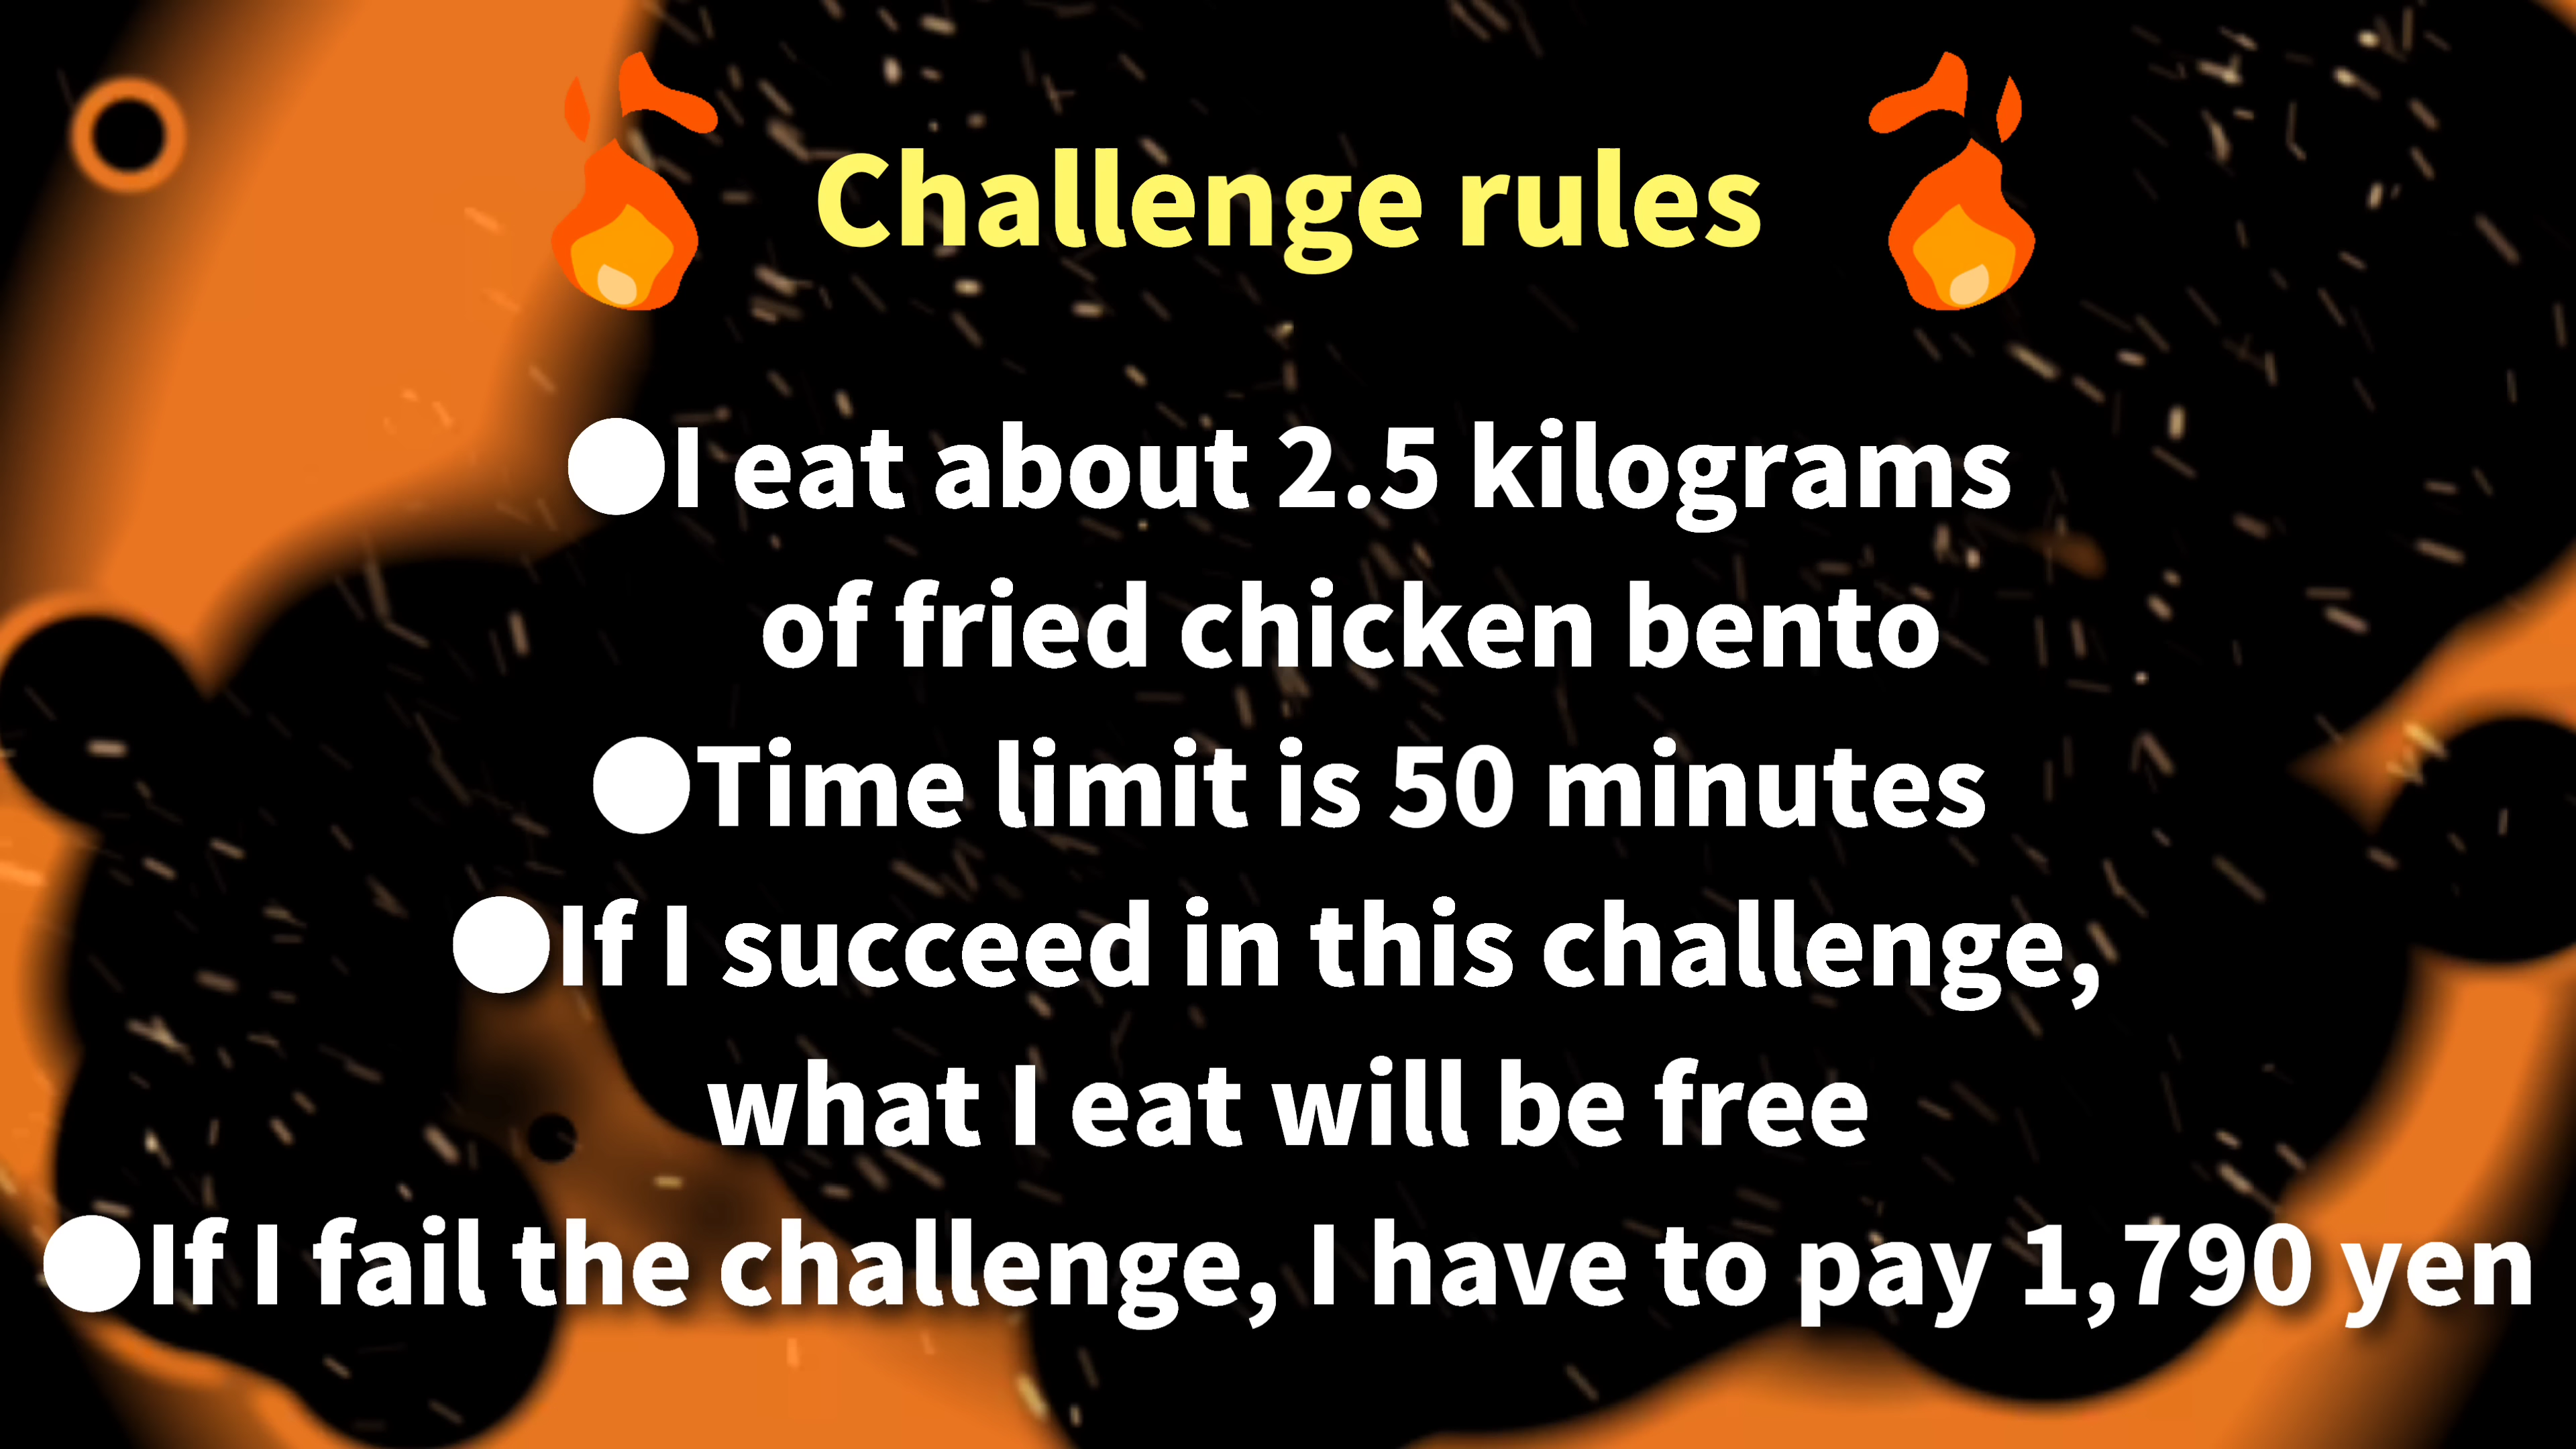 Challenge rules
●I eat about 2.5 kilograms
of fried chicken bento
●Time limit is 50 minutes
●If I succeed in this challenge,
what I eat will be free
●If I fail the challenge, I have to pay 1,790 yen